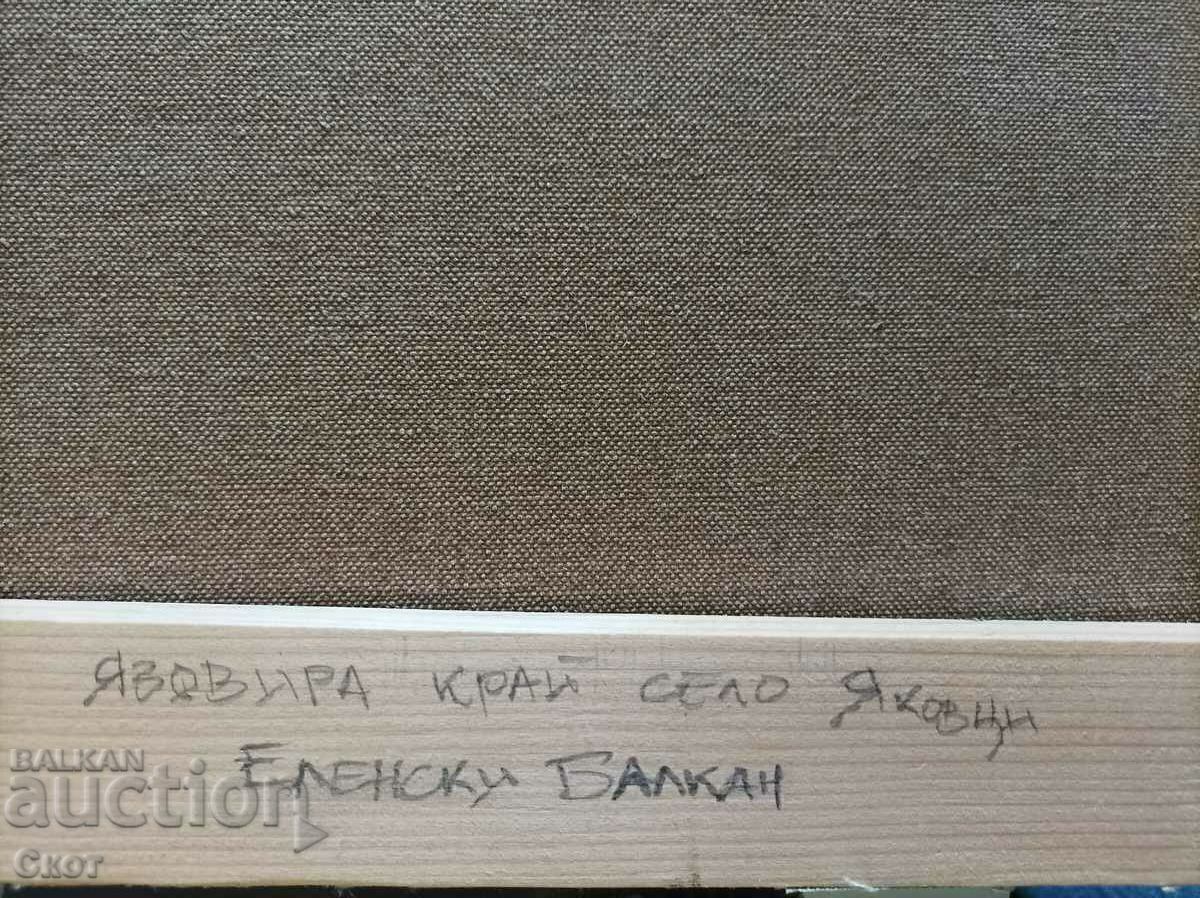 ЯЗОВИРА КРАЙ СЕЛО ЯКОВЦИ
ЕЛЕНСКИ БАЛКАН
BALKAN
auction
Скот